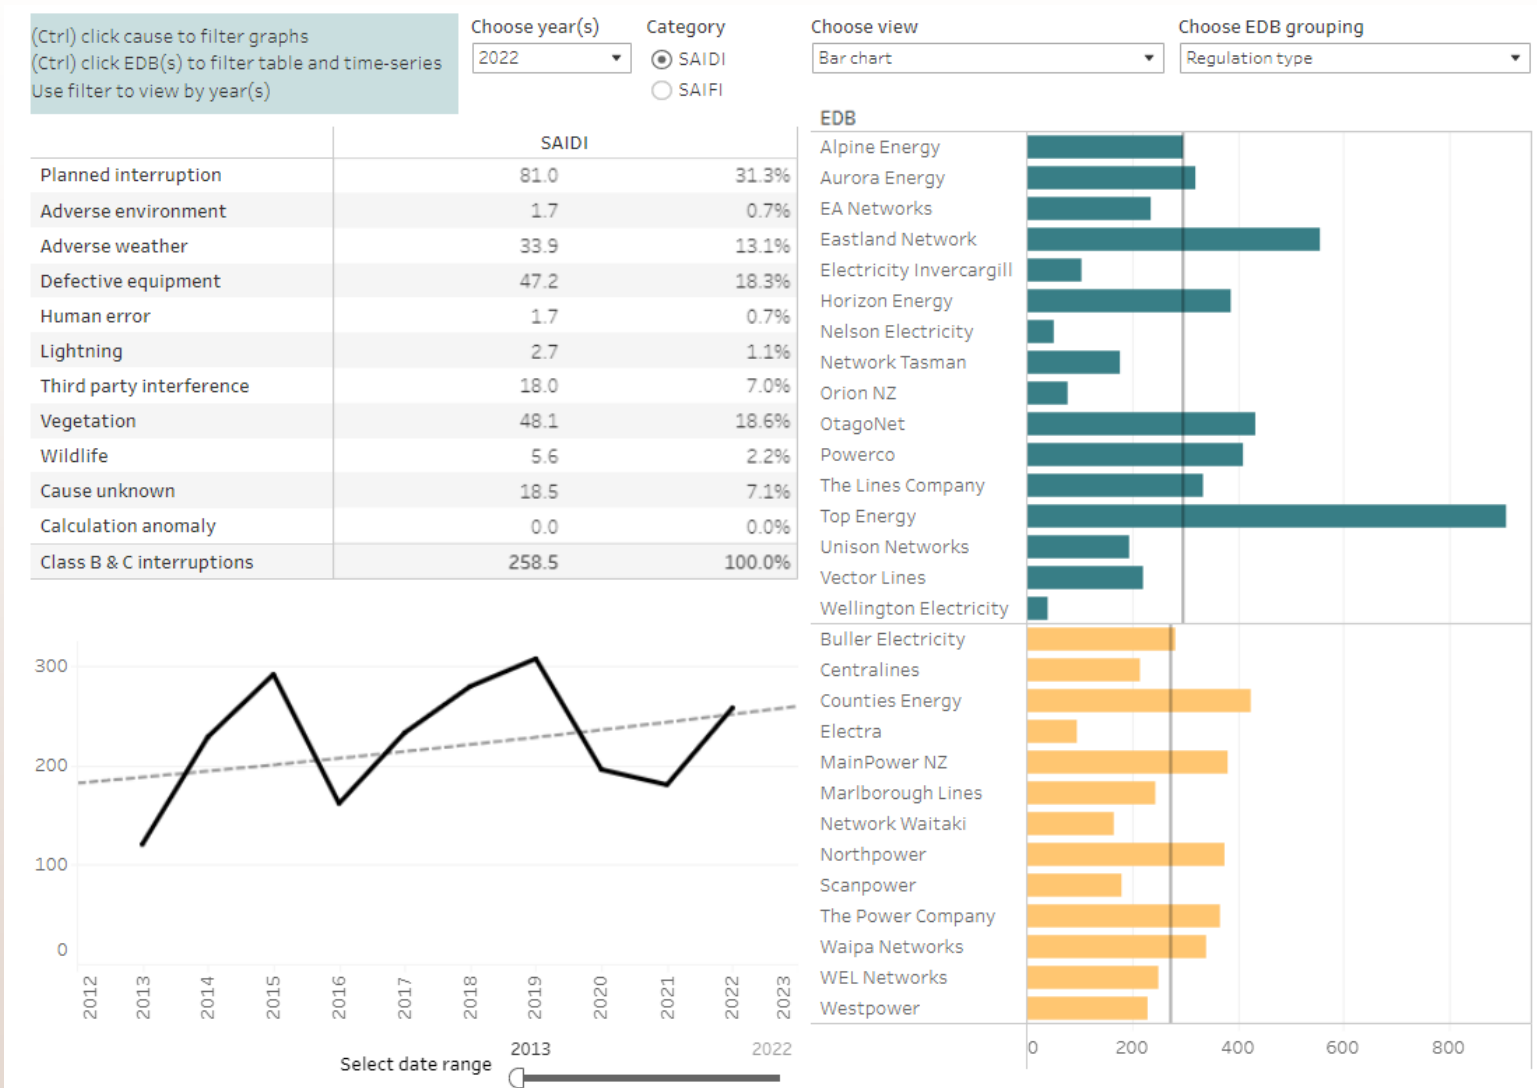 (Ctrl) click cause to filter graphs
(Ctrl) click EDB(s) to filter table and time-series
Use filter to view by year(s)
Choose year(s)
2022
Category
SAIDI
SAIFI
Choose view
Bar chart
Choose EDB grouping
Regulation type
SAIDI
Planned interruption 81.0 31.3%
Adverse environment 1.7 0.7%
Adverse weather 33.9 13.1%
Defective equipment 47.2 18.3%
Human error 1.7 0.7%
Lightning 2.7 1.1%
Third party interference 18.0 7.0%
Vegetation 48.1 18.6%
Wildlife 5.6 2.2%
Cause unknown 18.5 7.1%
Calculation anomaly 0.0 0.0%
Class B & C interruptions 258.5 100.0%
300
200
100
0
2012 2013 2014 2015 2016 2017 2018 2019 2020 2021 2022 2023
Select date range
2013 2022
EDB
Alpine Energy
Aurora Energy
EA Networks
Eastland Network
Electricity Invercargill
Horizon Energy
Nelson Electricity
Network Tasman
Orion NZ
OtagoNet
Powerco
The Lines Company
Top Energy
Unison Networks
Vector Lines
Wellington Electricity
Buller Electricity
Centralines
Counties Energy
Electra
MainPower NZ
Marlborough Lines
Network Waitaki
Northpower
Scanpower
The Power Company
Waipa Networks
WEL Networks
Westpower
0 200 400 600 800